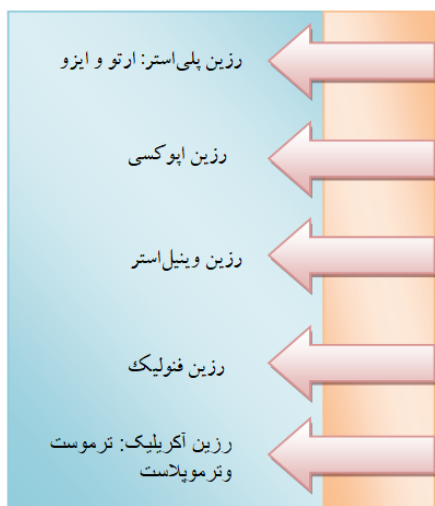 رزین پلی‌استر: ارتو و ایزو
رزین اپوکسی
رزین وینیل‌استر
رزین فنولیک
رزین آکریلیک: ترموست
وترموپلاست